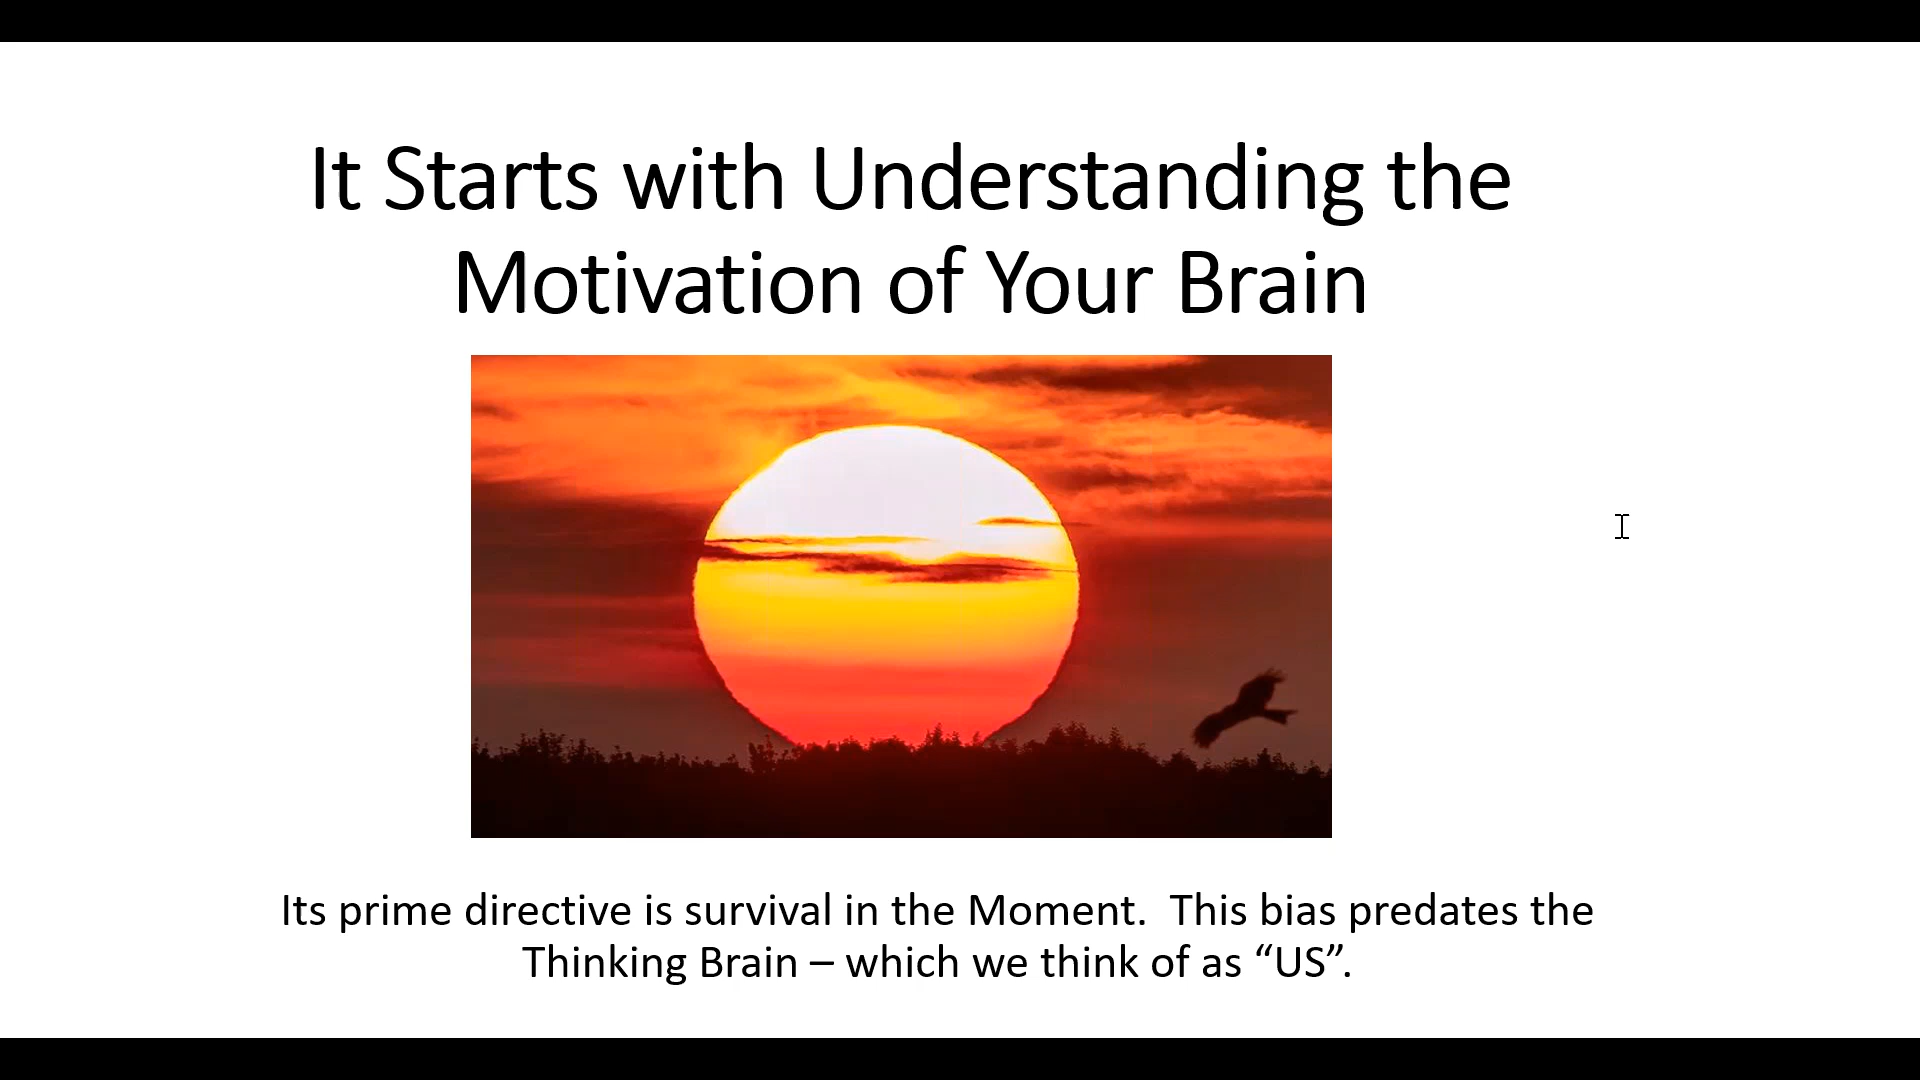 It Starts with Understanding the
Motivation of Your Brain
Its prime directive is survival in the Moment.  This bias predates the
Thinking Brain – which we think of as “US”.